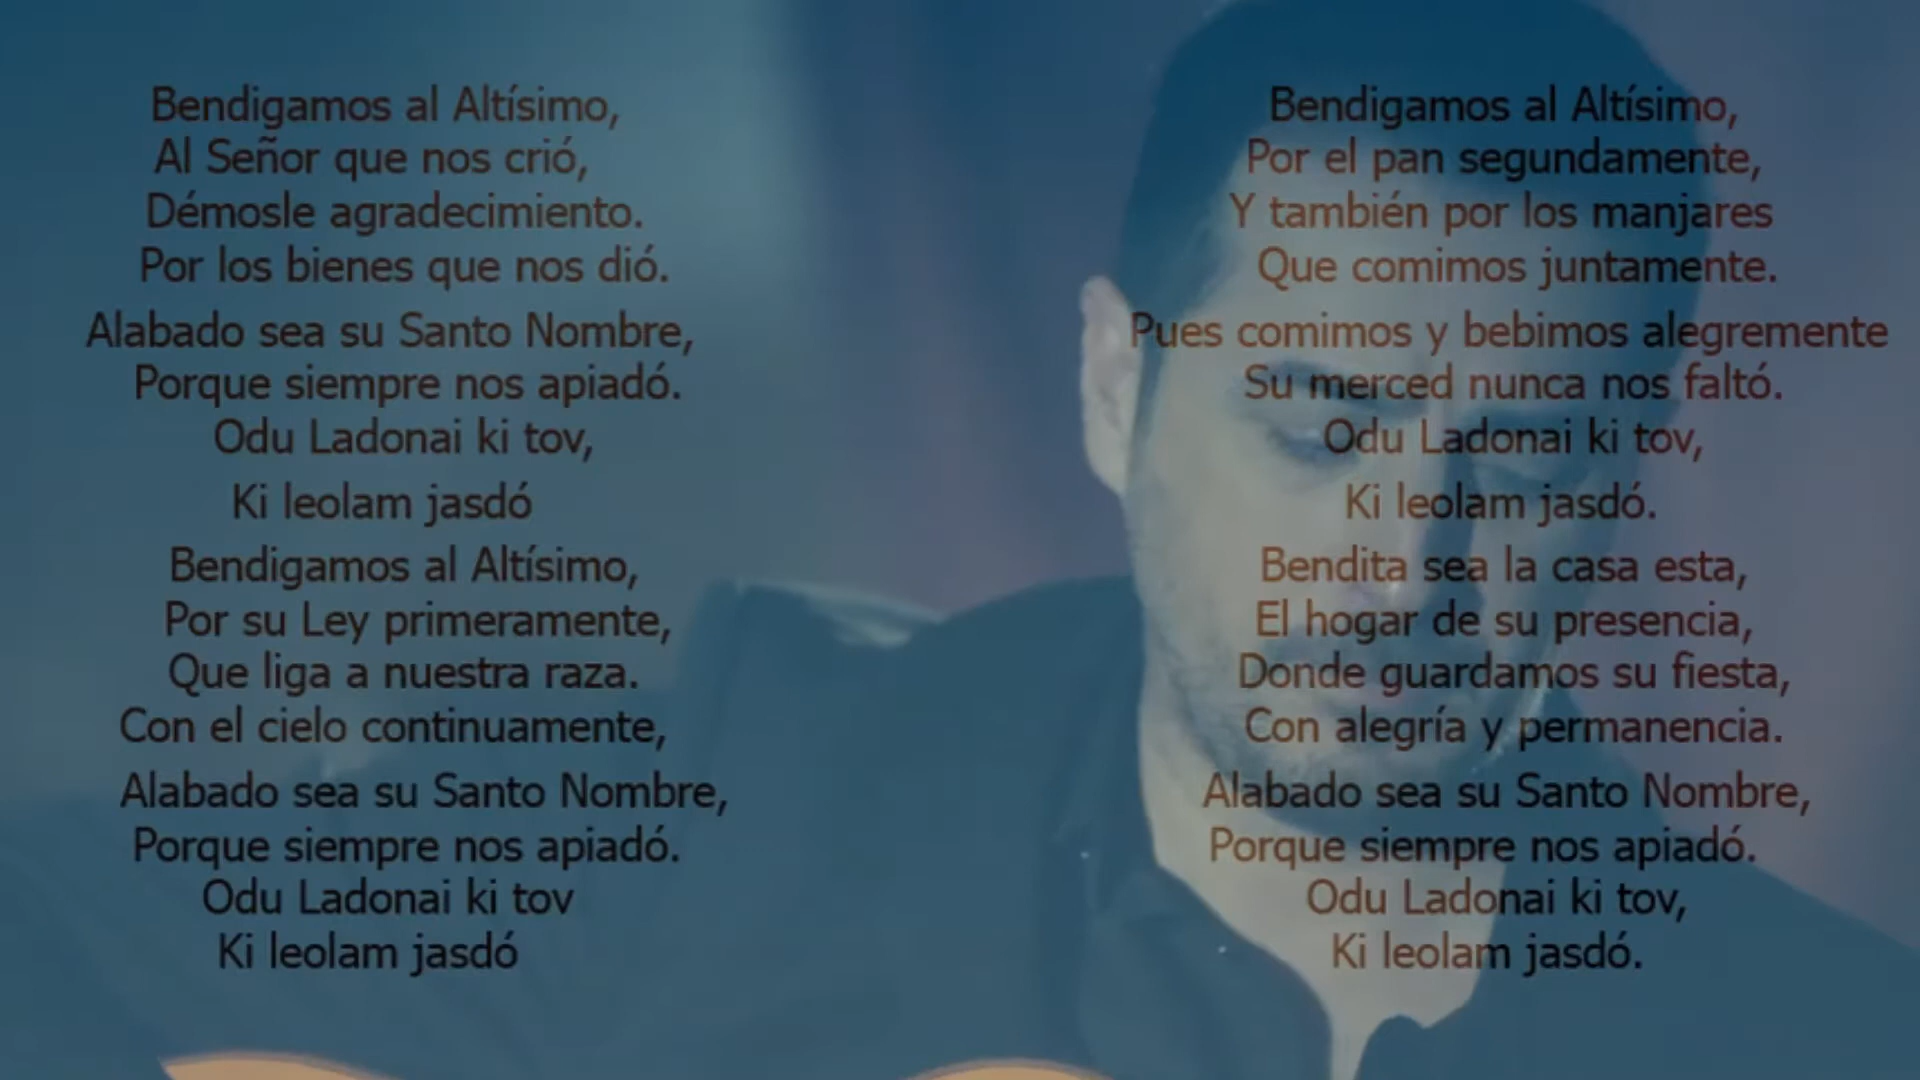 Bendigamos al Altísimo,
Al Señor que nos crió,
Démosle agradecimiento.
Por los bienes que nos dió.
Alabado sea su Santo Nombre,
Porque siempre nos apiadó.
Odu Ladonai ki tov,
Ki leolam jasdó
Bendigamos al Altísimo,
Por su Ley primeramente,
Que liga a nuestra raza.
Con el cielo continuamente,
Alabado sea su Santo Nombre,
Porque siempre nos apiadó.
Odu Ladonai ki tov
Ki leolam jasdó
Bendigamos al Altísimo,
Por el pan segundamente,
Y también por los manjares
Que comimos juntamente.
Pues comimos y bebimos alegremente
Su merced nunca nos faltó.
Odu Ladonai ki tov,
Ki leolam jasdó.
Bendita sea la casa esta,
El hogar de su presencia,
Donde guardamos su fiesta,
Con alegría y permanencia.
Alabado sea su Santo Nombre,
Porque siempre nos apiadó.
Odu Ladonai ki tov,
Ki leolam jasdó.